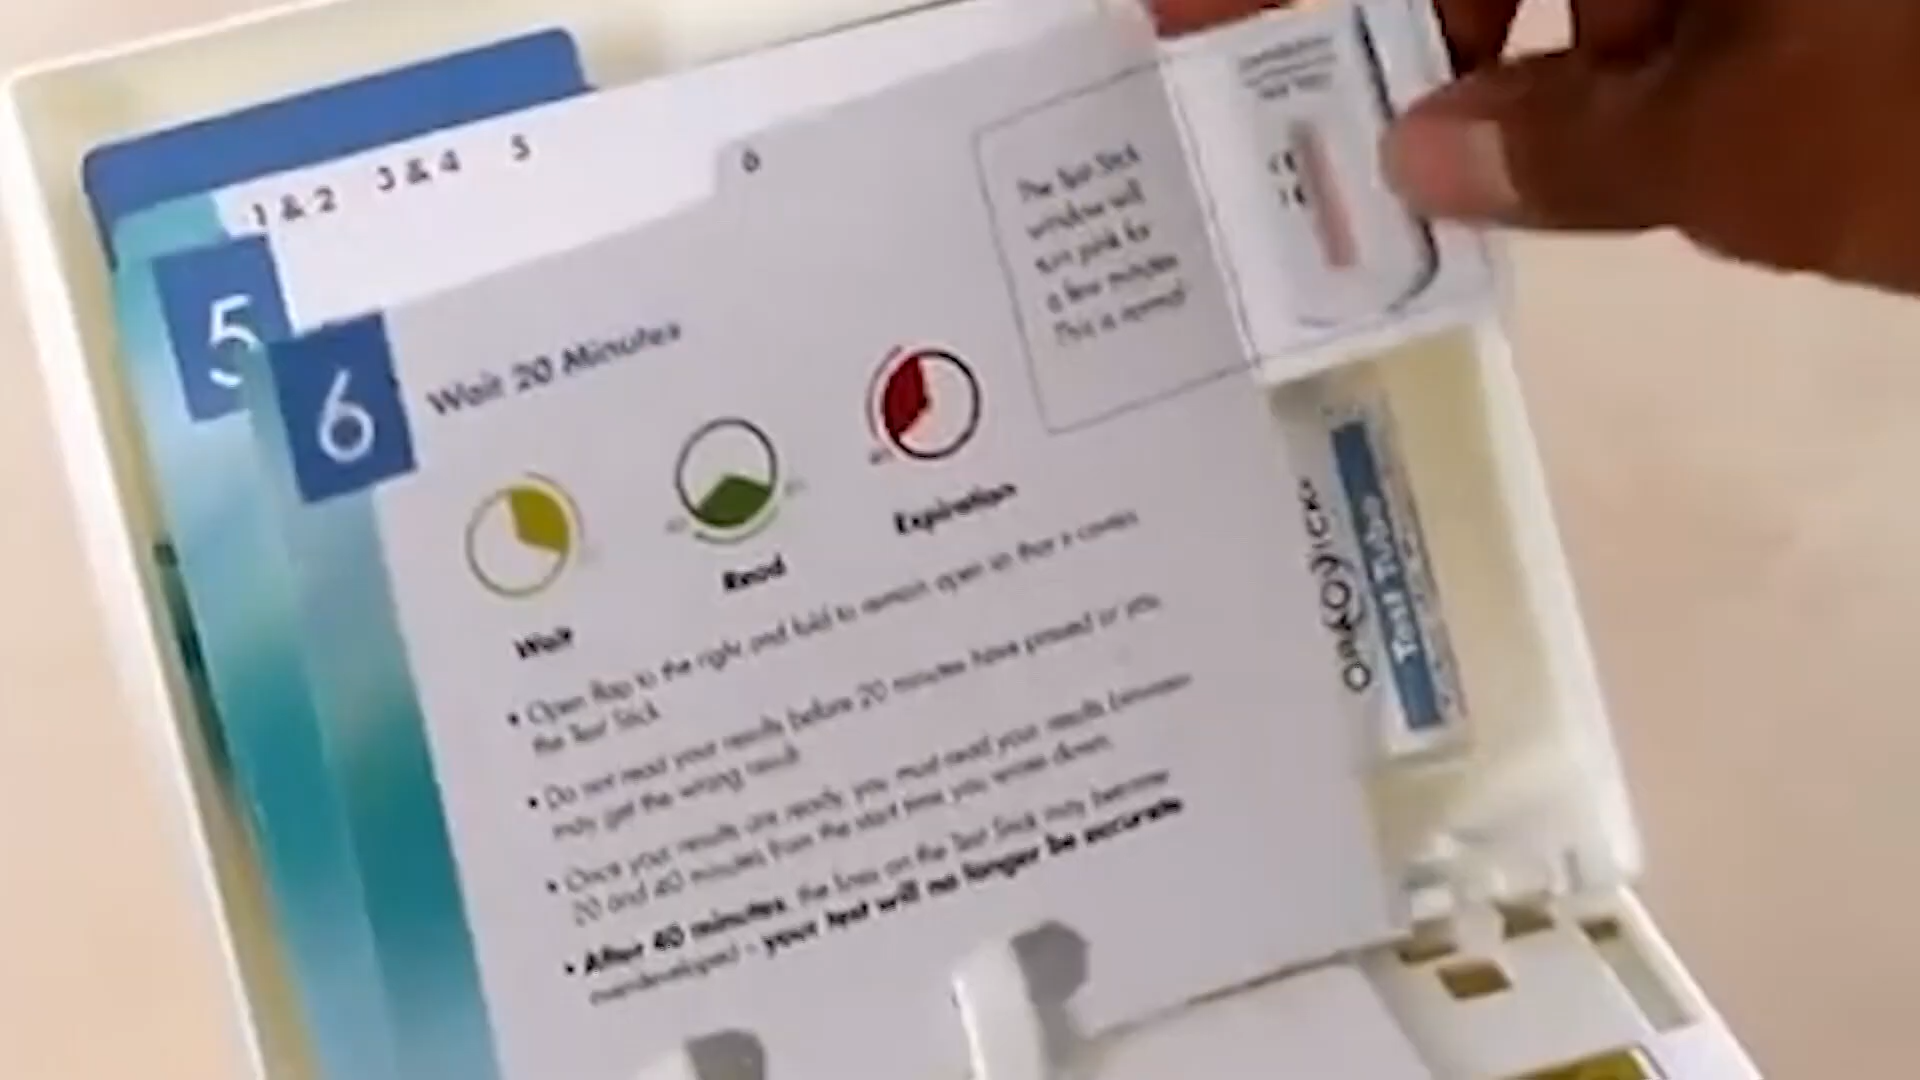 1 & 2 3 & 4 5 6
5
6
Wait 20 Minutes
The Test Stick
window will
turn pink for
a few minutes
This is normal
C
T
Wait
Read
Expiration
• Open flap to the right and fold to remain open so that it covers
the Test Stick
• Do not read your results before 20 minutes have passed or you
may get the wrong result
• Once your results are ready, you must read your results between
20 and 40 minutes from the start time you wrote down.
• After 40 minutes, the lines on the Test Stick may become
overdeveloped - your test will no longer be accurate
ORAQUICK
TEST TUBE